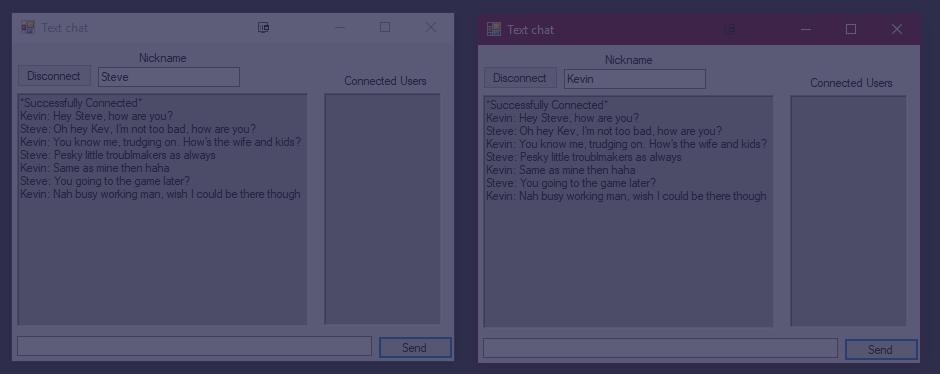 Text chat
Nickname
Disconnect
Steve
Connected Users
"Successfully Connected"
Kevin: Hey Steve, how are you?
Steve: Oh hey Kev, I'm not too bad, how are you?
Kevin: You know me, trudging on. How's the wife and kids?
Steve: Pesky little troublmakers as always
Kevin: Same as mine then haha
Steve: You going to the game later?
Kevin: Nah busy working man, wish I could be there though
Send
Text chat
Nickname
Disconnect
Kevin
Connected Users
"Successfully Connected"
Kevin: Hey Steve, how are you?
Steve: Oh hey Kev, I'm not too bad, how are you?
Kevin: You know me, trudging on. How's the wife and kids?
Steve: Pesky little troublmakers as always
Kevin: Same as mine then haha
Steve: You going to the game later?
Kevin: Nah busy working man, wish I could be there though
Send